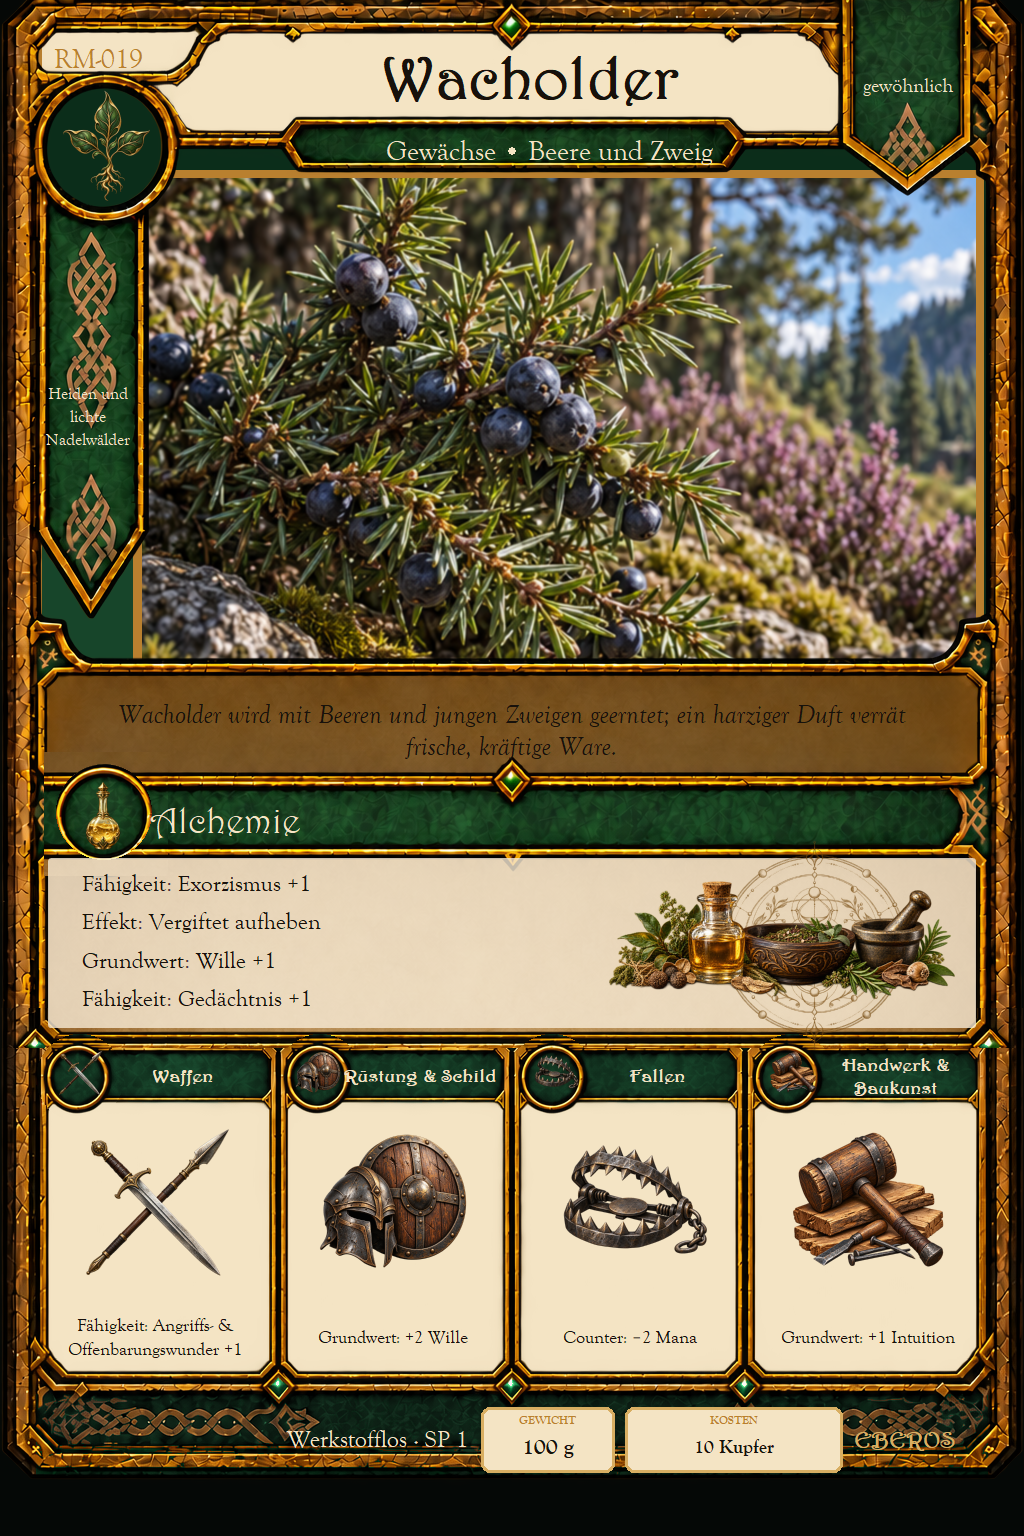 RM-019
Wacholder
gewöhnlich
Gewächse • Beere und Zweig
Heiden und
lichte
Nadelwälder
Wacholder wird mit Beeren und jungen Zweigen geerntet; ein harziger Duft verrät
frische, kräftige Ware.
Alchemie
Fähigkeit: Exorzismus +1
Effekt: Vergiftet aufheben
Grundwert: Wille +1
Fähigkeit: Gedächtnis +1
Waffen
Rüstung & Schild
Fallen
Handwerk &
Baukunst
Fähigkeit: Angriffs- &
Offenbarungswunder +1
Grundwert: +2 Wille
Counter: −2 Mana
Grundwert: +1 Intuition
Werkstofflos · SP 1
GEWICHT
100 g
KOSTEN
10 Kupfer
EBEROS